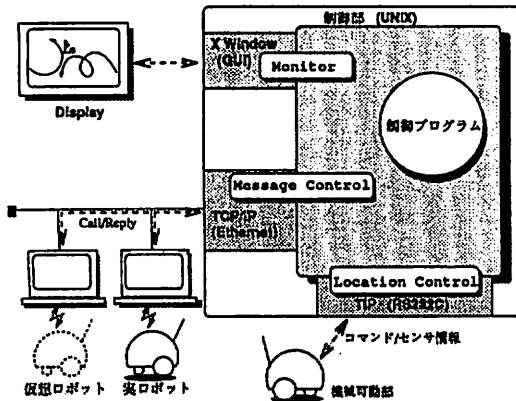 制御部 (UNIX)
X Window
(GUI)
Monitor
Display
制御プログラム
Message Control
TCP/IP
(Ethernet)
Call/Reply
Location Control
TIP (RS232C)
コマンド/センサ情報
仮想ロボット
実ロボット
機械可動部